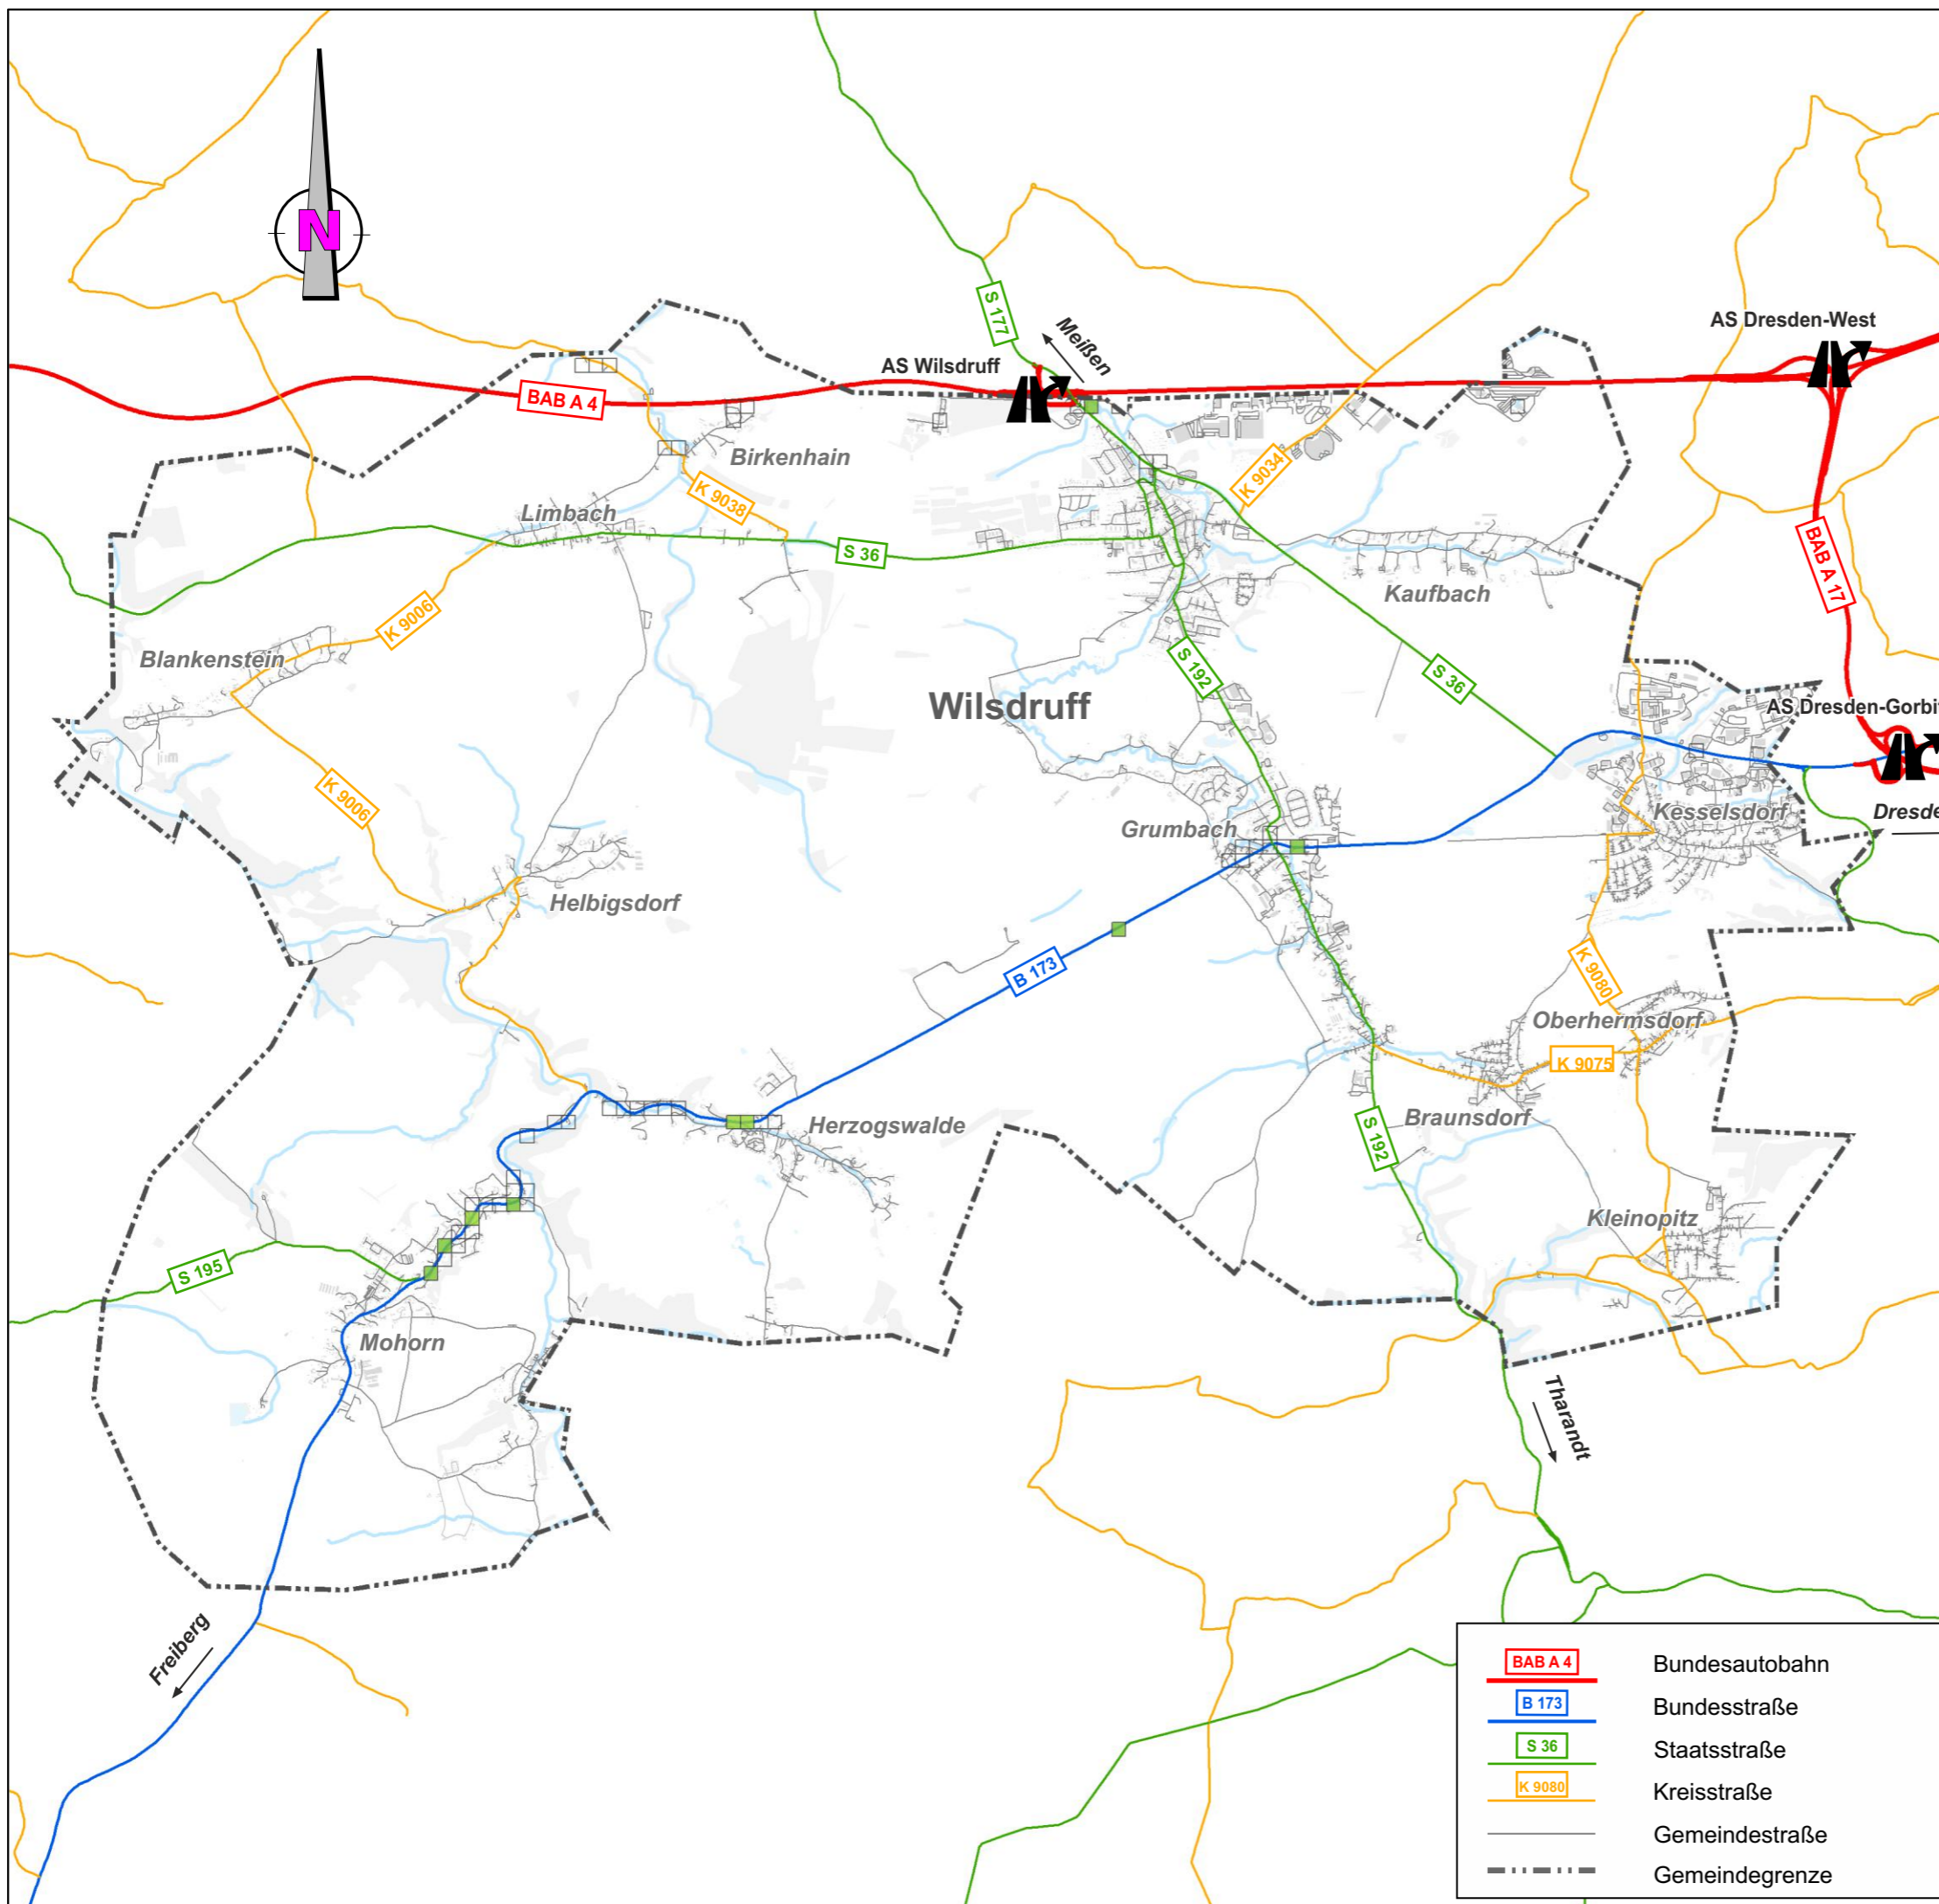 N
S 177
Meißen
AS Dresden-West
AS Wilsdruff
BAB A 4
Birkenhain
K 9038
K 9034
Limbach
S 36
BAB A 17
Kaufbach
K 9006
Blankenstein
S 192
S 36
Wilsdruff
AS Dresden-Gorbit
K 9006
Grumbach
Kesselsdorf
Dresde
Helbigsdorf
B 173
K 9080
Oberhermsdorf
K 9075
Herzogswalde
Braunsdorf
S 192
Kleinopitz
S 195
Mohorn
Tharandt
Freiberg
BAB A 4 Bundesautobahn
B 173 Bundesstraße
S 36 Staatsstraße
K 9080 Kreisstraße
Gemeindestraße
Gemeindegrenze